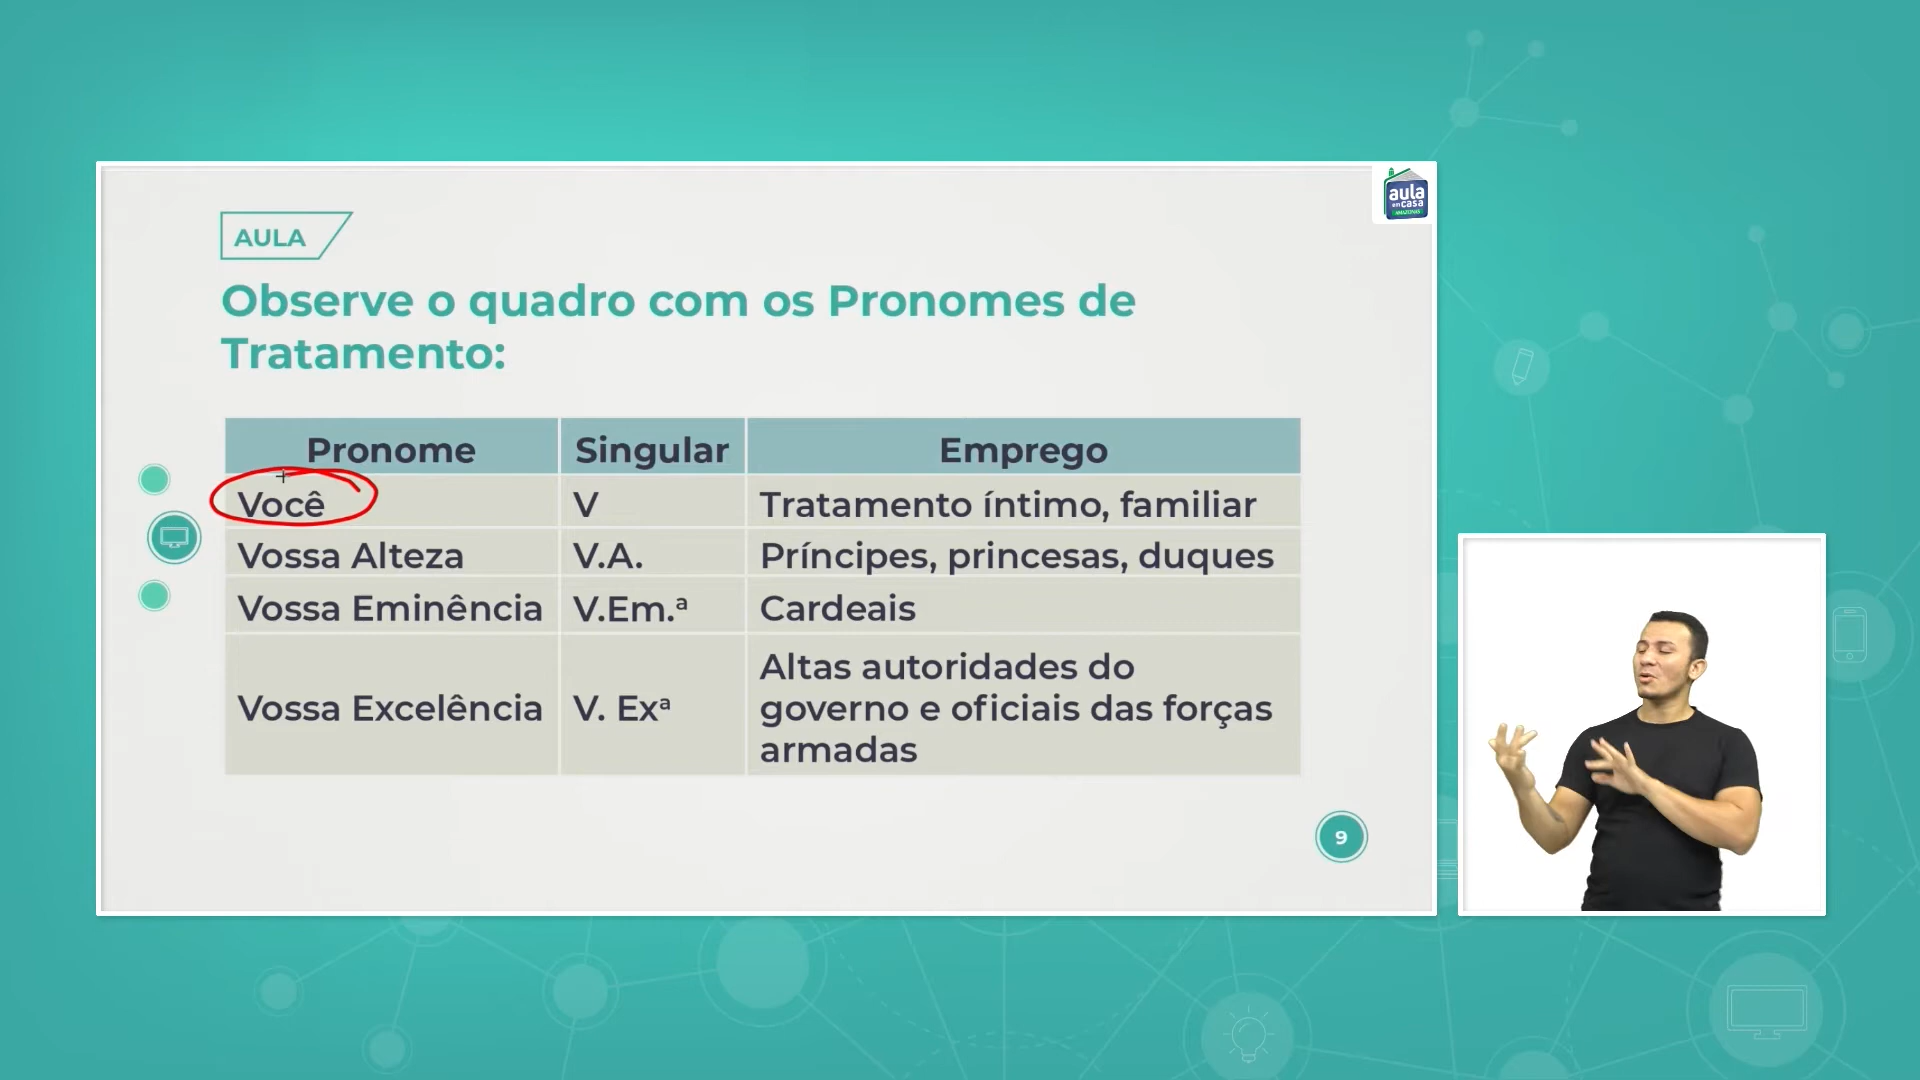 aula
em casa
AMAZONAS
AULA
Observe o quadro com os Pronomes de
Tratamento:
Pronome Singular Emprego
Você V Tratamento íntimo, familiar
Vossa Alteza V.A. Príncipes, princesas, duques
Vossa Eminência V.Em.ª Cardeais
Vossa Excelência V. Exª Altas autoridades do
governo e oficiais das forças
armadas
9